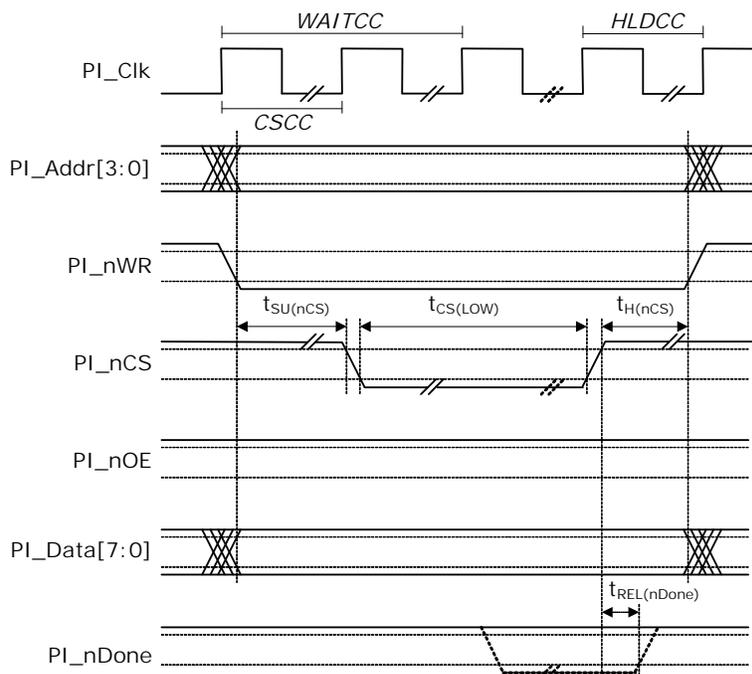 WAITCC
HLDCC
PI_Clk
CSCC
PI_Addr[3:0]
PI_nWR
tSU(nCS)
tCS(LOW)
tH(nCS)
PI_nCS
PI_nOE
PI_Data[7:0]
tREL(nDone)
PI_nDone